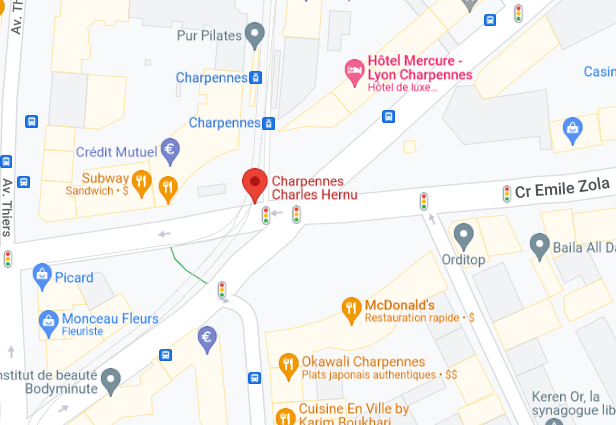 Av. Th
Pur Pilates
Charpennes
Hôtel Mercure -
Lyon Charpennes
Hôtel de luxe…
Casin
Charpennes
Crédit Mutuel
Subway
Sandwich • $
Charpennes
Charles Hernu
Cr Emile Zola
Av. Thiers
Orditop
Baila All Da
Picard
Monceau Fleurs
Fleuriste
McDonald's
Restauration rapide • $
nstitut de beauté
Bodyminute
Okawali Charpennes
Plats japonais authentiques • $$
Cuisine En Ville by
Karim Boukhari
Keren Or, la
synagogue lib